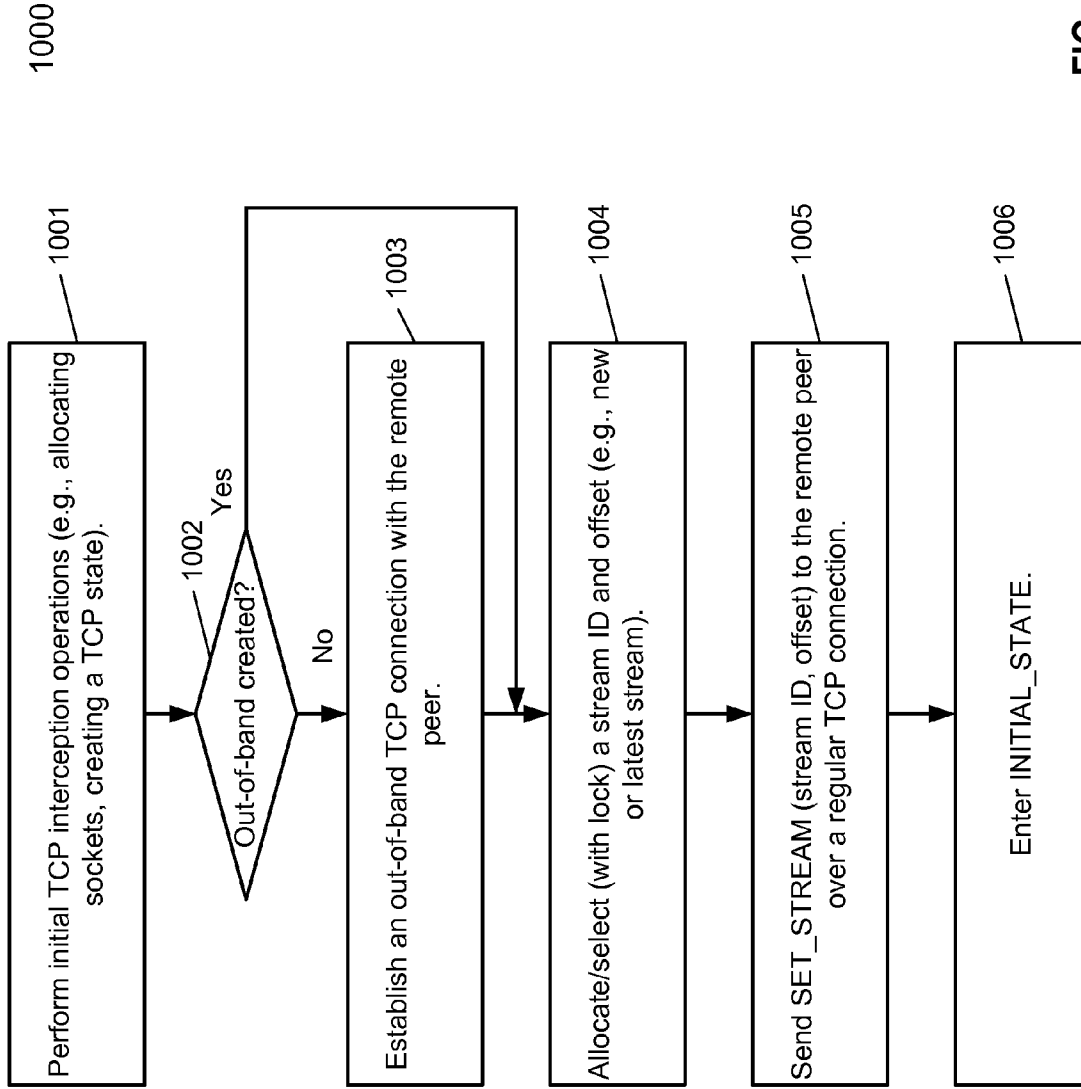 1000
Perform initial TCP interception operations (e.g., allocating
sockets, creating a TCP state).
1001
Out-of-band created?
1002
Yes
No
Establish an out-of-band TCP connection with the remote
peer.
1003
Allocate/select (with lock) a stream ID and offset (e.g., new
or latest stream).
1004
Send SET_STREAM (stream ID, offset) to the remote peer
over a regular TCP connection.
1005
Enter INITIAL_STATE.
1006